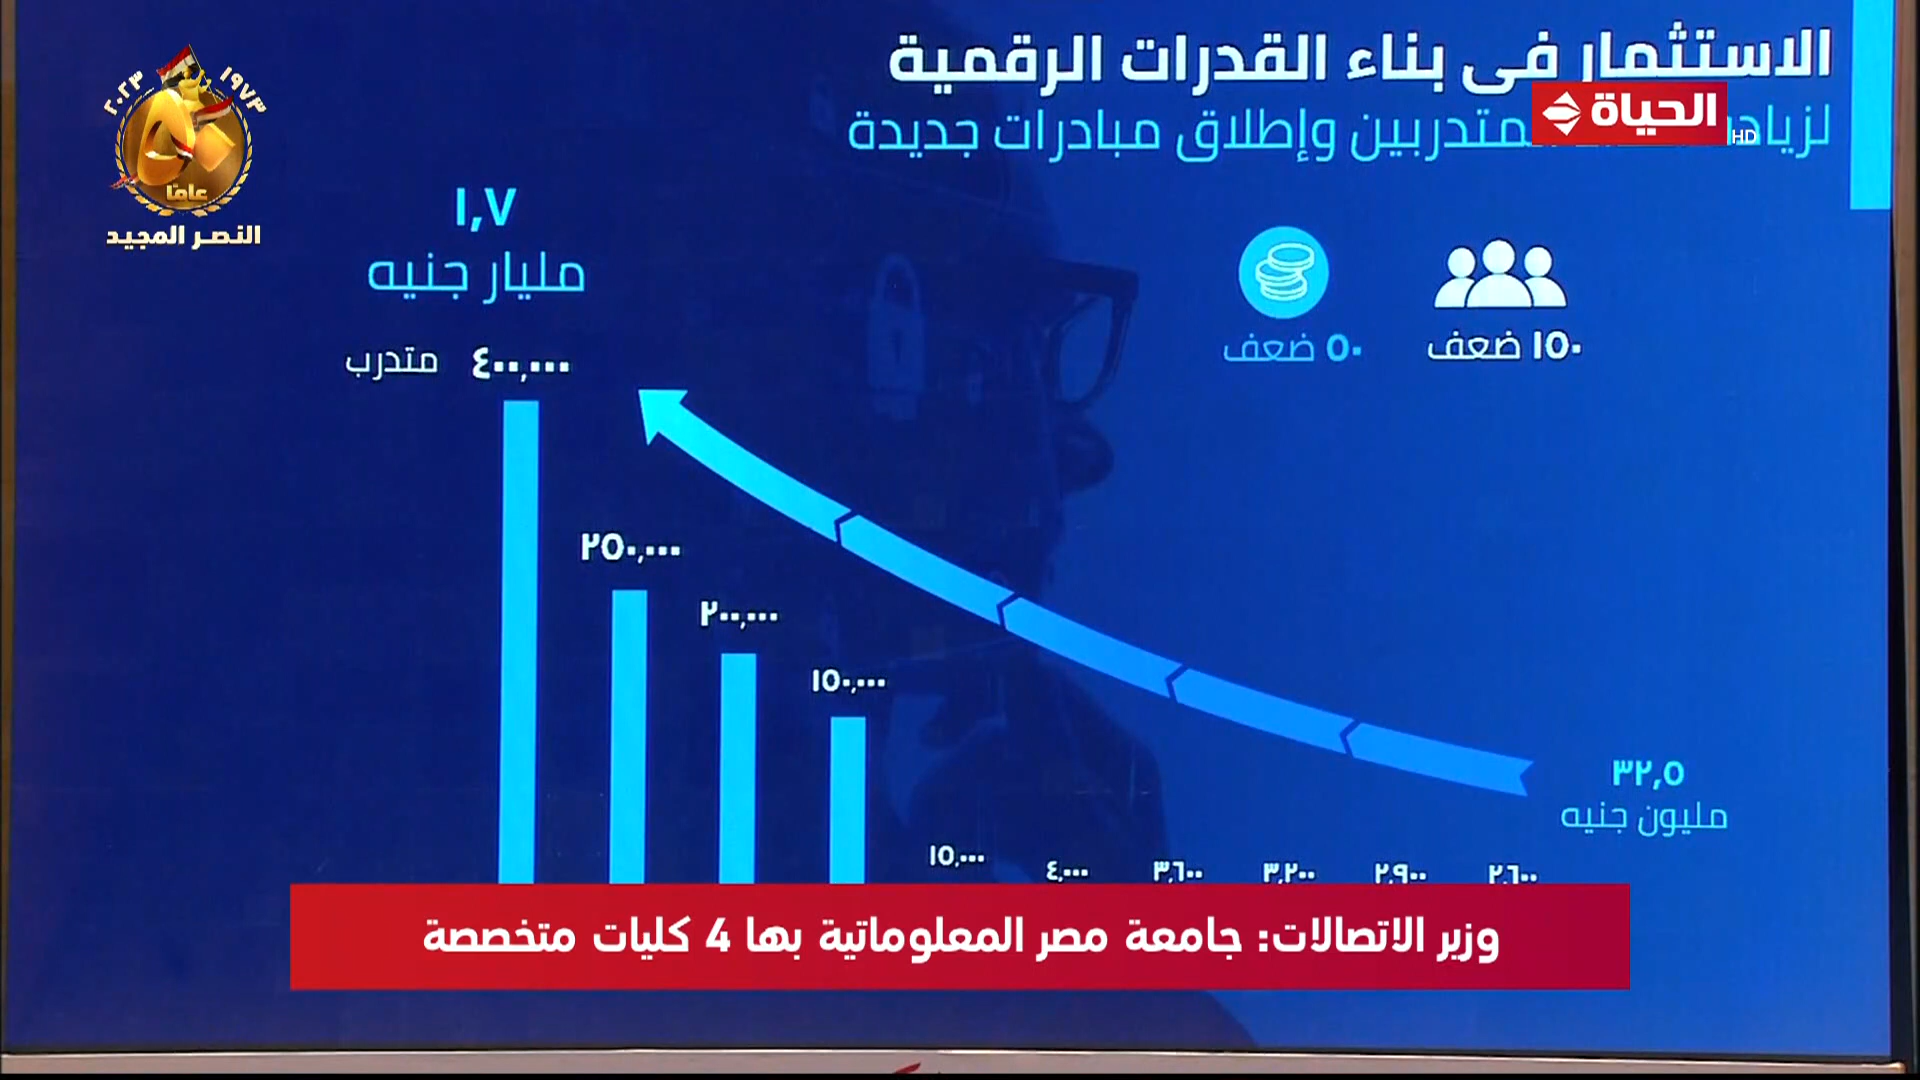 الاستثمار فى بناء القدرات الرقمية
لزيادة المتدربين وإطلاق مبادرات جديدة
الحياة
HD
١٩٧٣
٢٠٢٣
٥٠
عامًا
النصر المجيد
١٥٠ ضعف
٥٠ ضعف
١,٧
مليار جنيه
٤٠٠,٠٠٠ متدرب
٢٥٠,٠٠٠
٢٠٠,٠٠٠
١٥٠,٠٠٠
١٥,٠٠٠
٤,٠٠٠
٣,٦٠٠
٣,٢٠٠
٢,٩٠٠
٢,٦٠٠
٣٢,٥
مليون جنيه
وزير الاتصالات: جامعة مصر المعلوماتية بها 4 كليات متخصصة